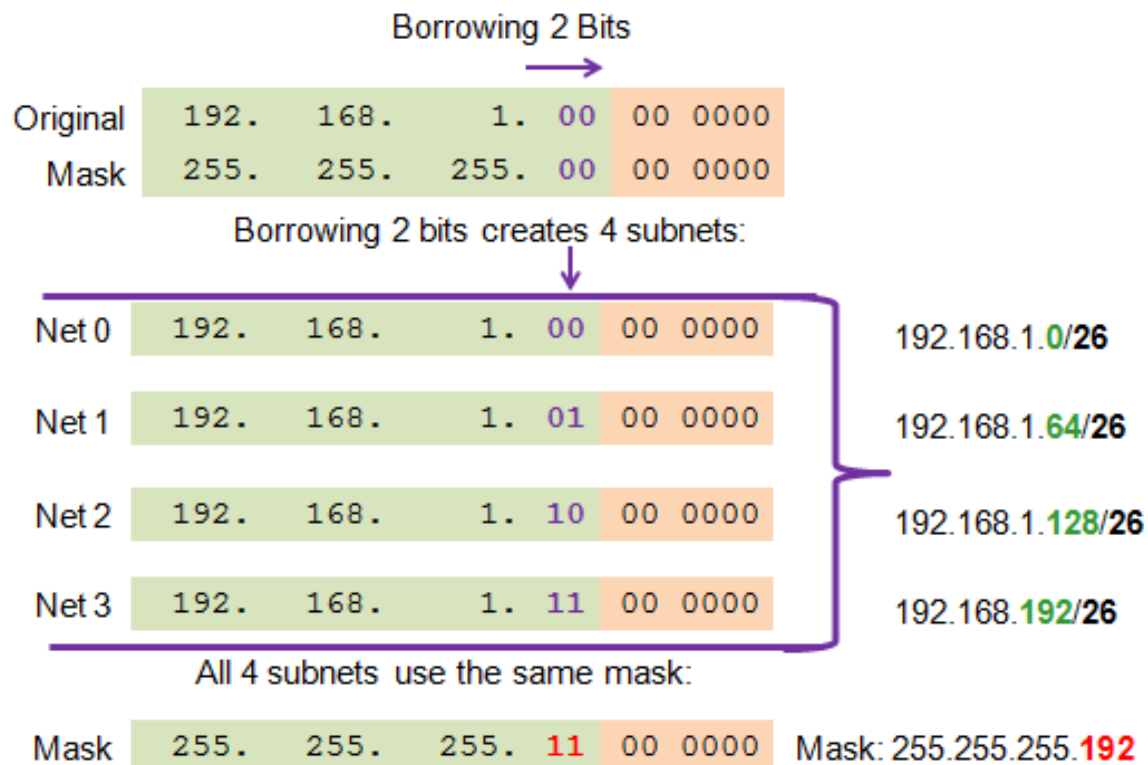 Borrowing 2 Bits
Original 192. 168. 1. 00 00 0000
Mask 255. 255. 255. 00 00 0000
Borrowing 2 bits creates 4 subnets:
Net 0 192. 168. 1. 00 00 0000 192.168.1.0/26
Net 1 192. 168. 1. 01 00 0000 192.168.1.64/26
Net 2 192. 168. 1. 10 00 0000 192.168.1.128/26
Net 3 192. 168. 1. 11 00 0000 192.168.192/26
All 4 subnets use the same mask:
Mask 255. 255. 255. 11 00 0000 Mask: 255.255.255.192